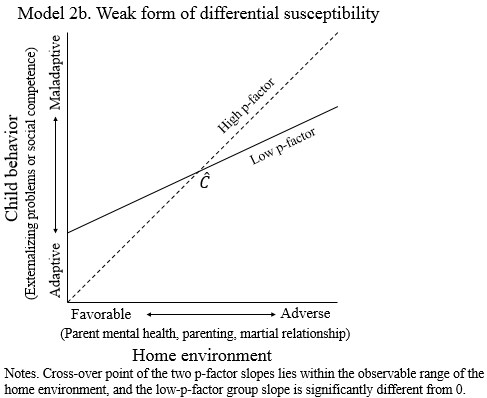 Model 2b. Weak form of differential susceptibility
Child behavior
(Externalizing problems or social competence)
Adaptive
Maladaptive
High p-factor
Low p-factor
Ĉ
Favorable
Adverse
(Parent mental health, parenting, martial relationship)
Home environment
Notes. Cross-over point of the two p-factor slopes lies within the observable range of the
home environment, and the low-p-factor group slope is significantly different from 0.